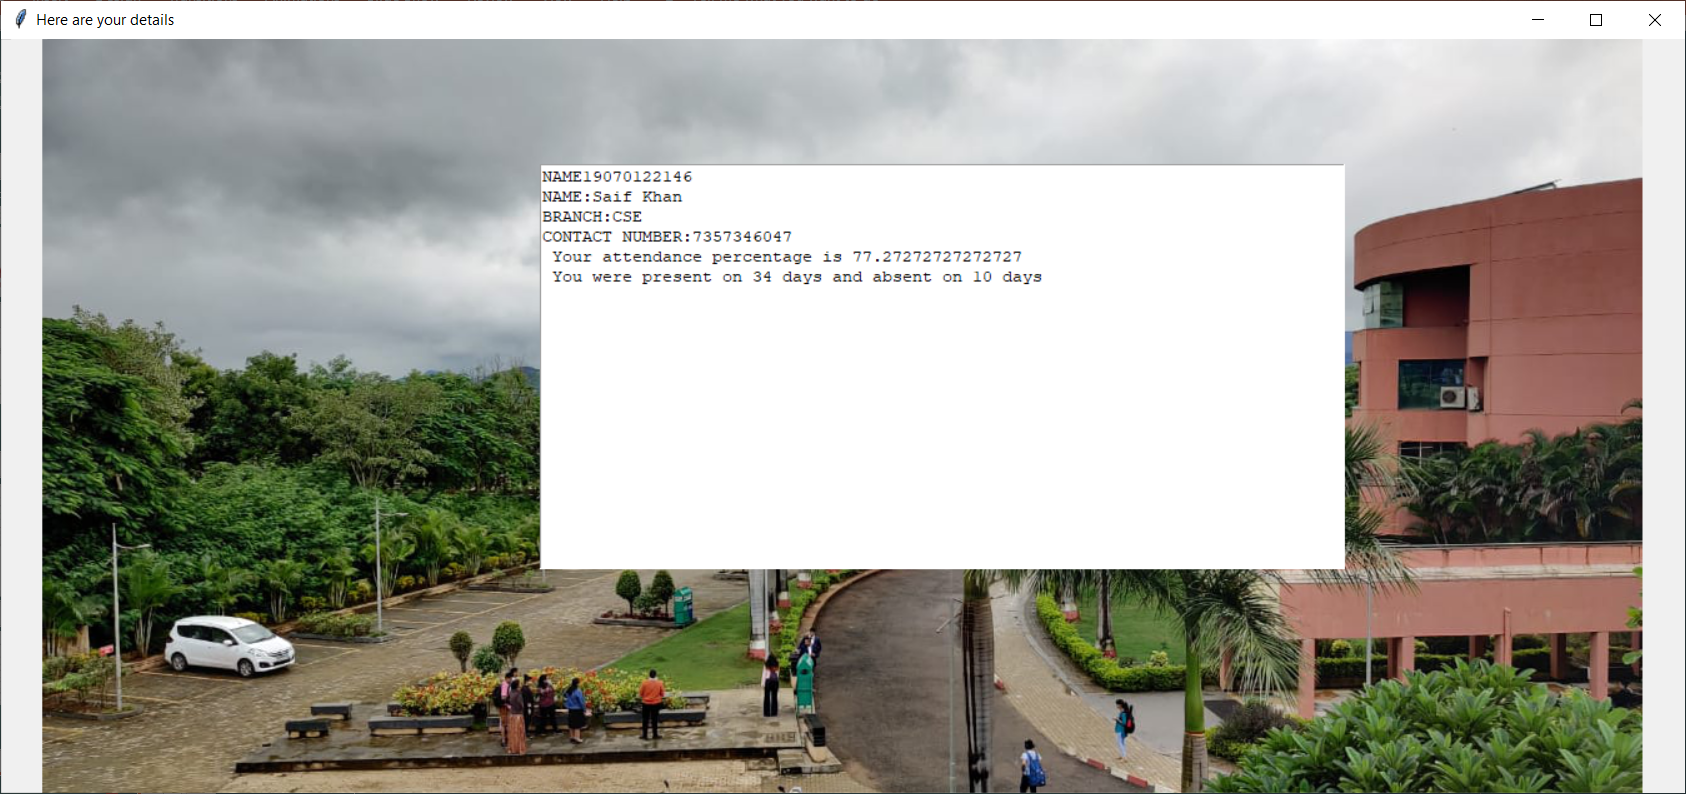 Here are your details
NAME19070122146
NAME:Saif Khan
BRANCH:CSE
CONTACT NUMBER:7357346047
Your attendance percentage is 77.27272727272727
You were present on 34 days and absent on 10 days